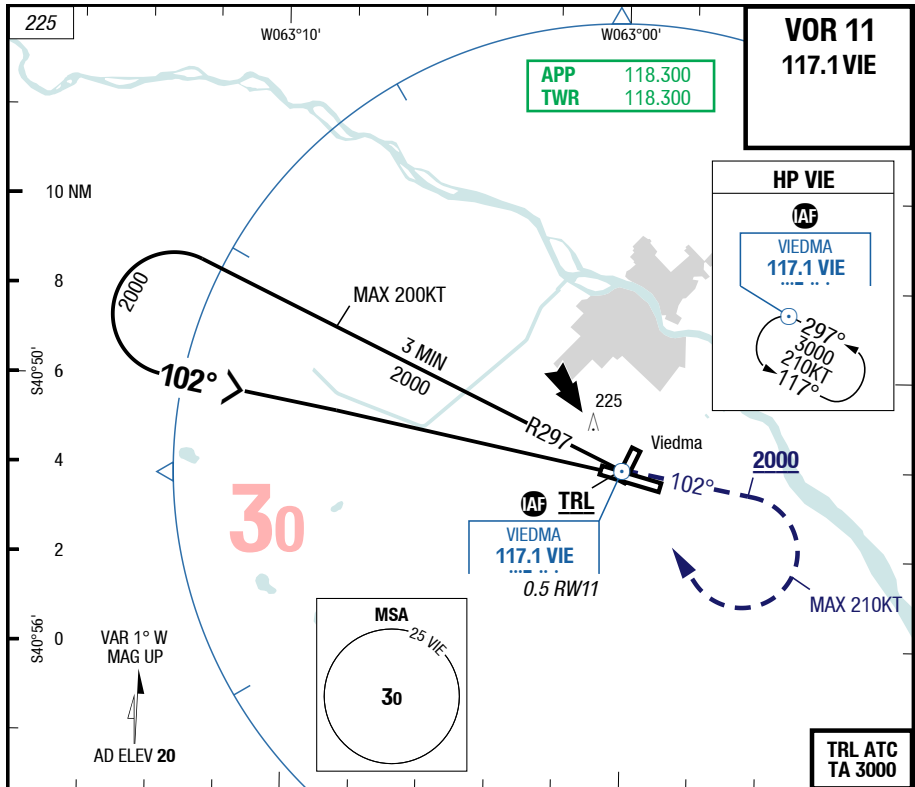 225
W063°10'
W063°00'
VOR 11
117.1 VIE
APP 118.300
TWR 118.300
10 NM
8
6
4
2
0
S40°50'
S40°56'
HP VIE
IAF
VIEDMA
117.1 VIE
297°
3000
210KT
117°
2000
MAX 200KT
3 MIN
2000
102°
R297
225
Viedma
102°
2000
IAF TRL
VIEDMA
117.1 VIE
0.5 RW11
MAX 210KT
30
MSA
25 VIE
30
VAR 1° W
MAG UP
AD ELEV 20
TRL ATC
TA 3000